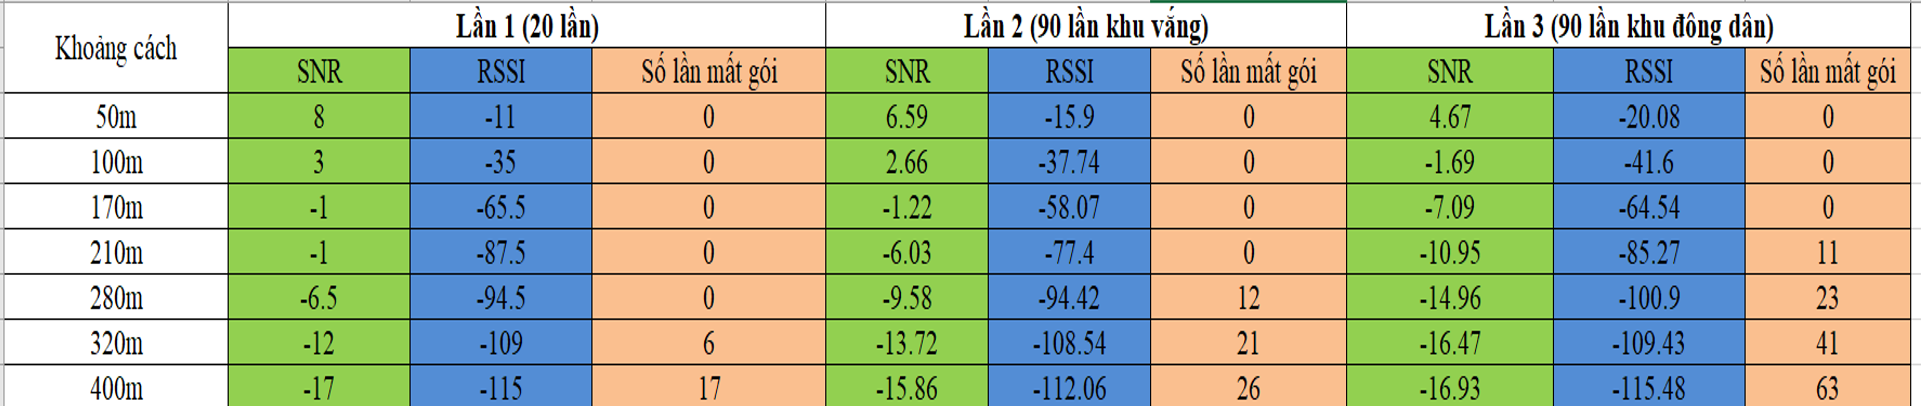 Khoảng cách Lần 1 (20 lần) Lần 2 (90 lần khu vắng) Lần 3 (90 lần khu đông dân)
SNR RSSI Số lần mất gói SNR RSSI Số lần mất gói SNR RSSI Số lần mất gói
50m 8 -11 0 6.59 -15.9 0 4.67 -20.08 0
100m 3 -35 0 2.66 -37.74 0 -1.69 -41.6 0
170m -1 -65.5 0 -1.22 -58.07 0 -7.09 -64.54 0
210m -1 -87.5 0 -6.03 -77.4 0 -10.95 -85.27 11
280m -6.5 -94.5 0 -9.58 -94.42 12 -14.96 -100.9 23
320m -12 -109 6 -13.72 -108.54 21 -16.47 -109.43 41
400m -17 -115 17 -15.86 -112.06 26 -16.93 -115.48 63